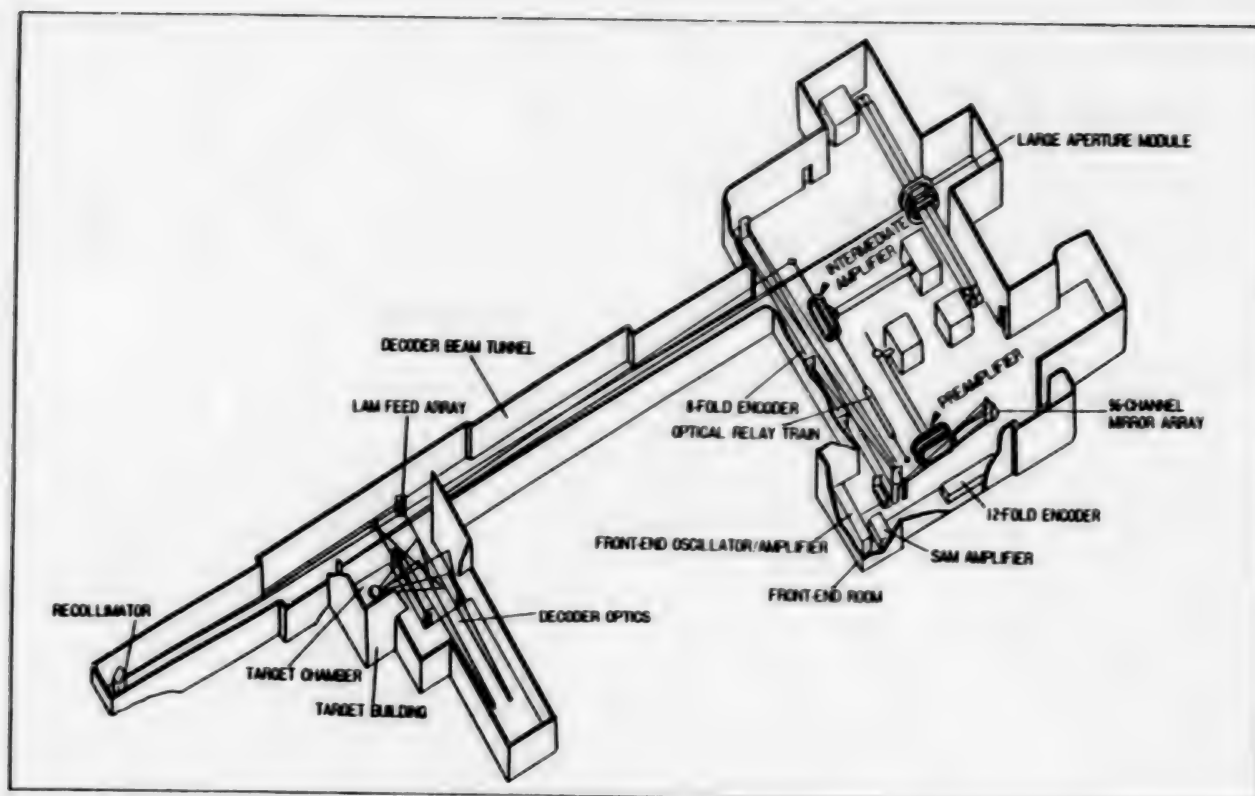 LARGE APERTURE MODULE
INTERMEDIATE
AMPLIFIER
DECODER BEAM TUNNEL
LAM FEED ARRAY
8-FOLD ENCODER
OPTICAL RELAY TRAIN
PREAMPLIFIER
96-CHANNEL
MIRROR ARRAY
12-FOLD ENCODER
FRONT-END OSCILLATOR/AMPLIFIER
SAM AMPLIFIER
FRONT-END ROOM
RECOLLIMATOR
DECODER OPTICS
TARGET CHAMBER
TARGET BUILDING